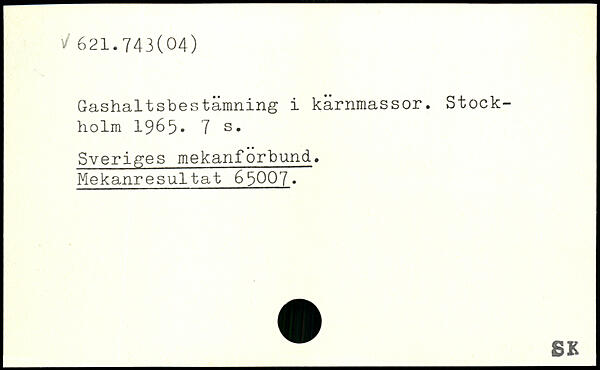 √ 621.743(04)
Gashaltsbestämning i kärnmassor. Stock-
holm 1965. 7 s.
Sveriges mekanförbund.
Mekanresultat 65007.
SK